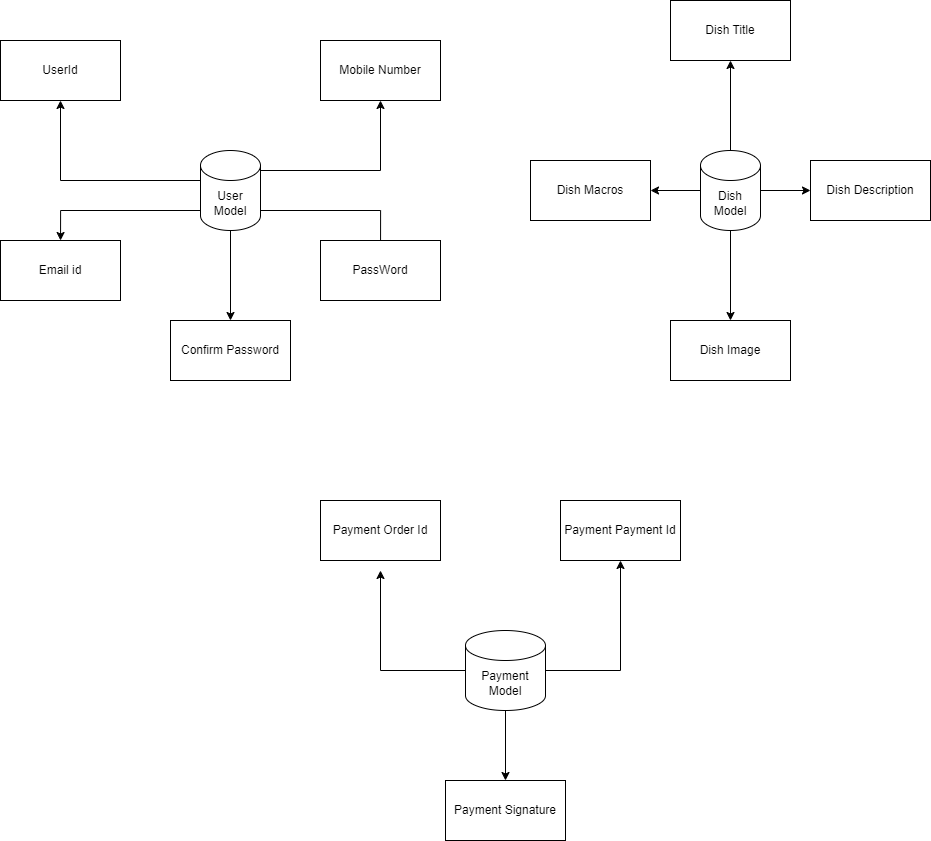 Dish Title
UserId
Mobile Number
User
Model
Dish Macros
Dish
Model
Dish Description
Email id
PassWord
Confirm Password
Dish Image
Payment Order Id
Payment Payment Id
Payment
Model
Payment Signature